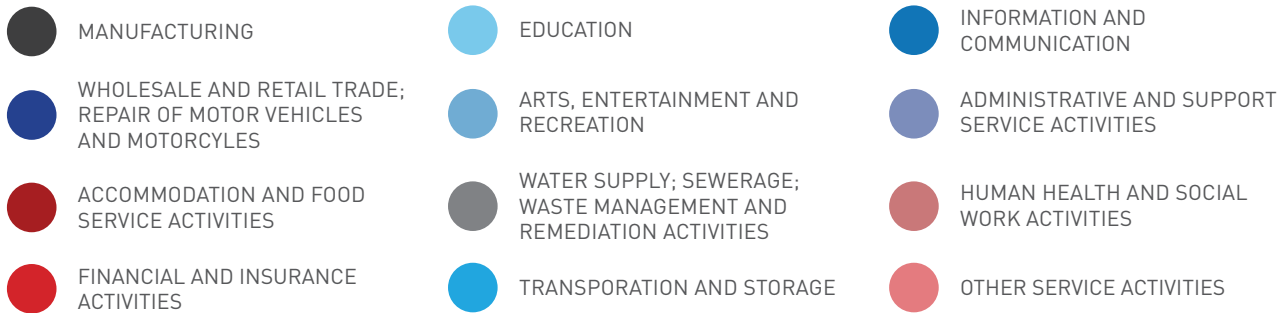 MANUFACTURING
WHOLESALE AND RETAIL TRADE;
REPAIR OF MOTOR VEHICLES
AND MOTORCYLES
ACCOMMODATION AND FOOD
SERVICE ACTIVITIES
FINANCIAL AND INSURANCE
ACTIVITIES
EDUCATION
ARTS, ENTERTAINMENT AND
RECREATION
WATER SUPPLY; SEWERAGE;
WASTE MANAGEMENT AND
REMEDIATION ACTIVITIES
TRANSPORATION AND STORAGE
INFORMATION AND
COMMUNICATION
ADMINISTRATIVE AND SUPPORT
SERVICE ACTIVITIES
HUMAN HEALTH AND SOCIAL
WORK ACTIVITIES
OTHER SERVICE ACTIVITIES